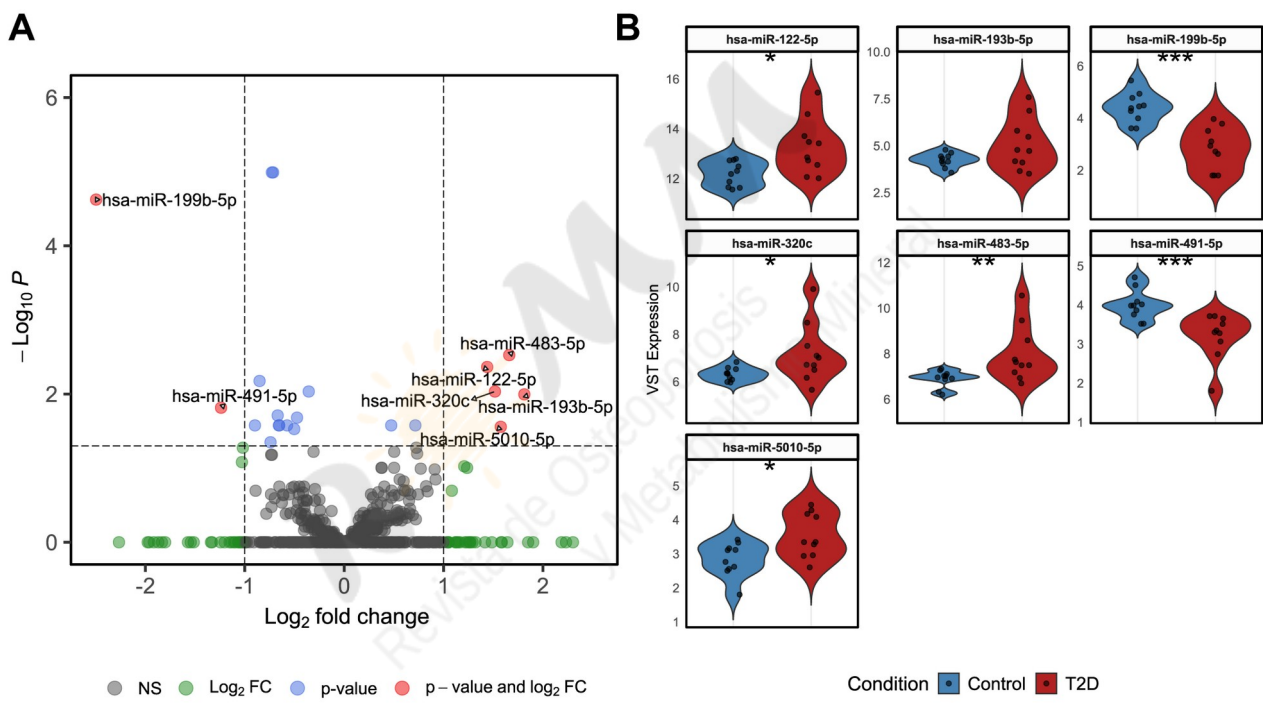 A
6
4
2
0
– Log10 P
hsa-miR-199b-5p
hsa-miR-483-5p
hsa-miR-122-5p
hsa-miR-491-5p
hsa-miR-320c
hsa-miR-193b-5p
hsa-miR-5010-5p
-2 -1 0 1 2
Log2 fold change
NS Log2 FC p-value p – value and log2 FC
B
VST Expression
hsa-miR-122-5p
*
16
14
12
hsa-miR-193b-5p
10.0
7.5
5.0
2.5
hsa-miR-199b-5p
***
6
4
2
hsa-miR-320c
*
10
8
6
hsa-miR-483-5p
**
12
10
8
6
hsa-miR-491-5p
***
5
4
3
2
1
hsa-miR-5010-5p
*
5
4
3
2
1
Condition Control T2D
Revista de Osteoporosis
y Metabolismo Mineral